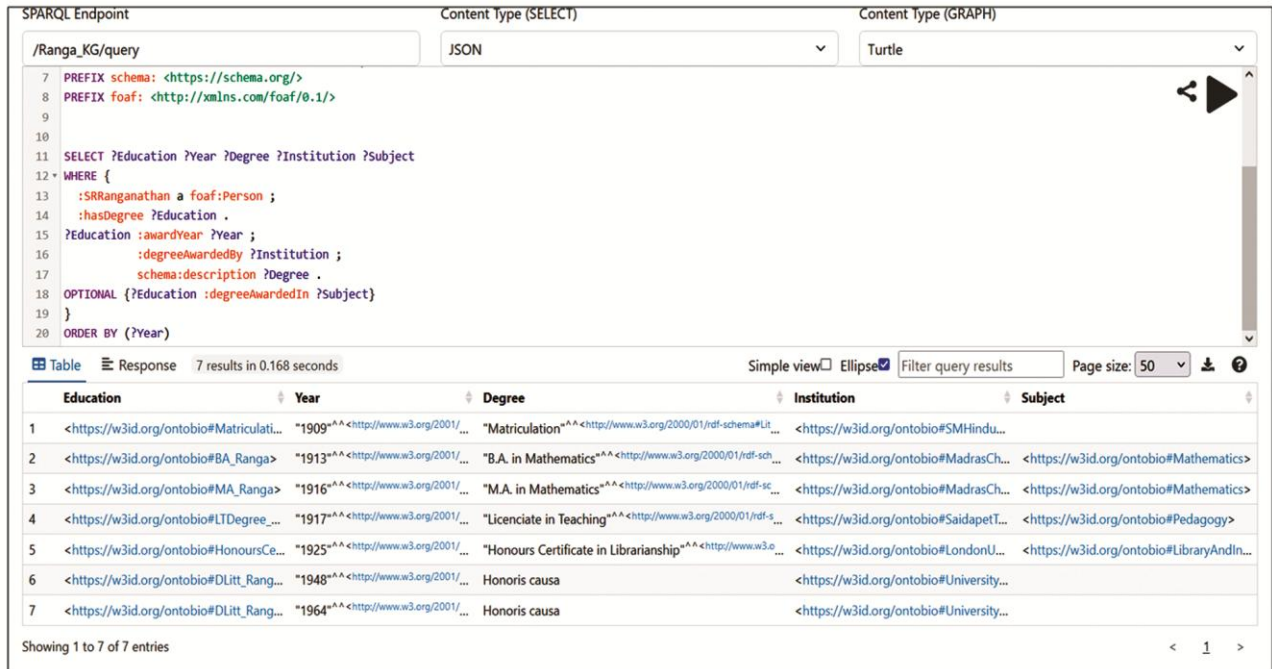 SPARQL Endpoint Content Type (SELECT) Content Type (GRAPH)
/Ranga_KG/query JSON Turtle
7 PREFIX schema: <https://schema.org/>
8 PREFIX foaf: <http://xmlns.com/foaf/0.1/>
9
10
11 SELECT ?Education ?Year ?Degree ?Institution ?Subject
12 WHERE {
13 :SRRanganathan a foaf:Person ;
14 :hasDegree ?Education .
15 ?Education :awardYear ?Year ;
16 :degreeAwardedBy ?Institution ;
17 schema:description ?Degree .
18 OPTIONAL {?Education :degreeAwardedIn ?Subject}
19 }
20 ORDER BY (?Year)
Table Response 7 results in 0.168 seconds Simple view Ellipse Filter query results Page size: 50
Education Year Degree Institution Subject
1 <https://w3id.org/ontobio#Matriculati... "1909"^^<http://www.w3.org/2001/... "Matriculation"^^<http://www.w3.org/2000/01/rdf-schema#Lit... <https://w3id.org/ontobio#SMHindu...
2 <https://w3id.org/ontobio#BA_Ranga> "1913"^^<http://www.w3.org/2001/... "B.A. in Mathematics"^^<http://www.w3.org/2000/01/rdf-sch... <https://w3id.org/ontobio#MadrasCh... <https://w3id.org/ontobio#Mathematics>
3 <https://w3id.org/ontobio#MA_Ranga> "1916"^^<http://www.w3.org/2001/... "M.A. in Mathematics"^^<http://www.w3.org/2000/01/rdf-sc... <https://w3id.org/ontobio#MadrasCh... <https://w3id.org/ontobio#Mathematics>
4 <https://w3id.org/ontobio#LTDegree_... "1917"^^<http://www.w3.org/2001/... "Licenciate in Teaching"^^<http://www.w3.org/2000/01/rdf-s... <https://w3id.org/ontobio#SaidapetT... <https://w3id.org/ontobio#Pedagogy>
5 <https://w3id.org/ontobio#HonoursCe... "1925"^^<http://www.w3.org/2001/... "Honours Certificate in Librarianship"^^<http://www.w3.o... <https://w3id.org/ontobio#LondonU... <https://w3id.org/ontobio#LibraryAndIn...
6 <https://w3id.org/ontobio#DLitt_Rang... "1948"^^<http://www.w3.org/2001/... Honoris causa <https://w3id.org/ontobio#University...
7 <https://w3id.org/ontobio#DLitt_Rang... "1964"^^<http://www.w3.org/2001/... Honoris causa <https://w3id.org/ontobio#University...
Showing 1 to 7 of 7 entries < 1 >